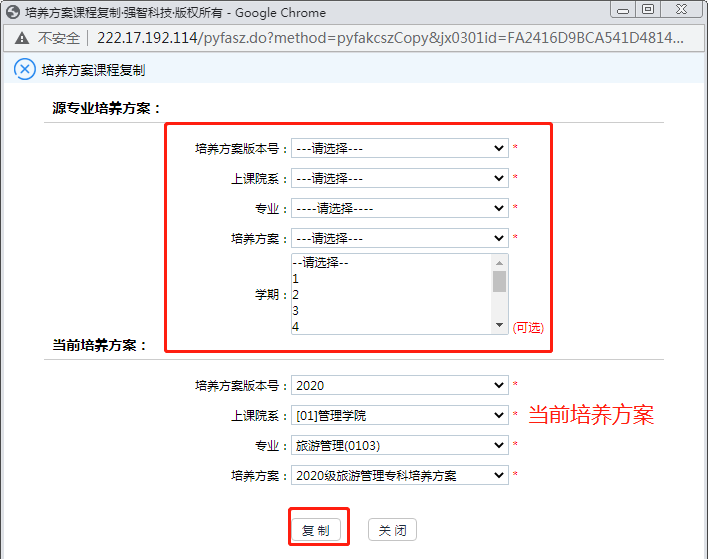 培养方案课程复制·强智科技·版权所有 - Google Chrome
不安全 | 222.17.192.114/pyfasz.do?method=pyfakcszCopy&jx0301id=FA2416D9BCA541D4814...
培养方案课程复制
源专业培养方案：
培养方案版本号： ---请选择--- *
上课院系： ---请选择--- *
专业： ----请选择---- *
培养方案： ---请选择--- *
--请选择--
1
学期： 2
3
4 (可选)
当前培养方案：
培养方案版本号： 2020 *
上课院系： [01]管理学院 * 当前培养方案
专业： 旅游管理(0103) *
培养方案： 2020级旅游管理专科培养方案 *
复 制 关 闭